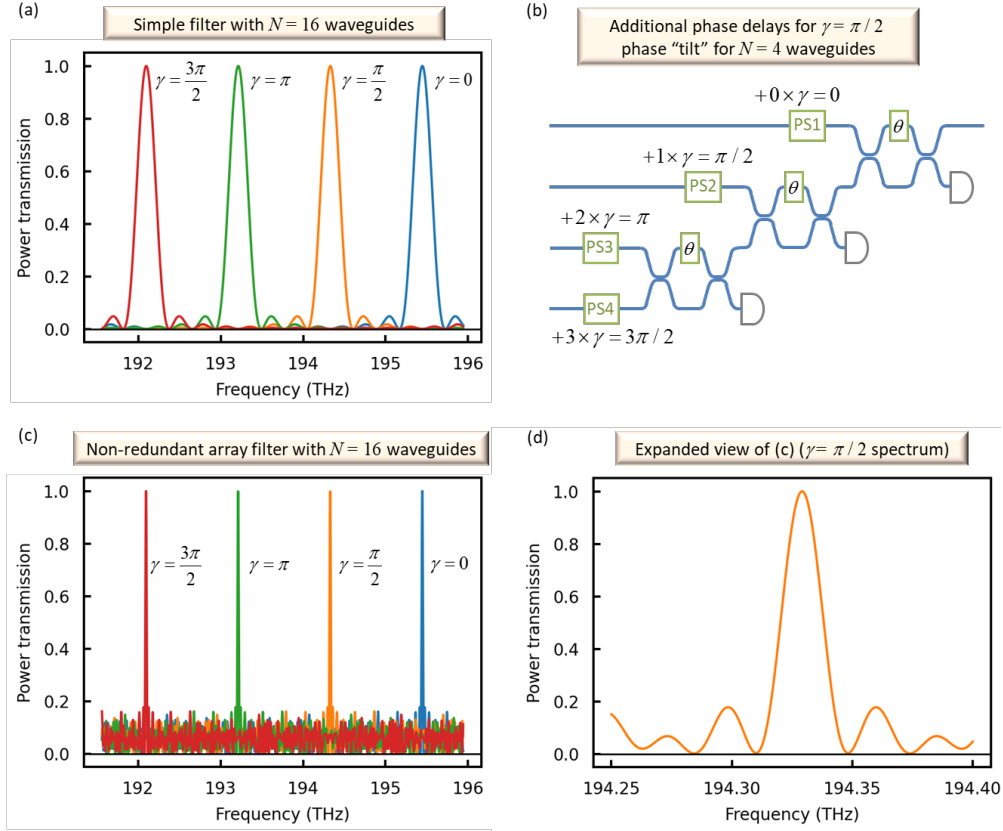 (a)
Simple filter with N = 16 waveguides
1.0
0.8
0.6
0.4
0.2
0.0
Power transmission
γ = 3π/2
γ = π
γ = π/2
γ = 0
192
193
194
195
196
Frequency (THz)
(b)
Additional phase delays for γ = π / 2
phase “tilt” for N = 4 waveguides
+0 × γ = 0
PS1
θ
+1 × γ = π / 2
PS2
θ
+2 × γ = π
PS3
θ
PS4
+3 × γ = 3π / 2
(c)
Non-redundant array filter with N = 16 waveguides
1.0
0.8
0.6
0.4
0.2
0.0
Power transmission
γ = 3π/2
γ = π
γ = π/2
γ = 0
192
193
194
195
196
Frequency (THz)
(d)
Expanded view of (c) (γ = π / 2 spectrum)
1.0
0.8
0.6
0.4
0.2
0.0
Power transmission
194.25
194.30
194.35
194.40
Frequency (THz)